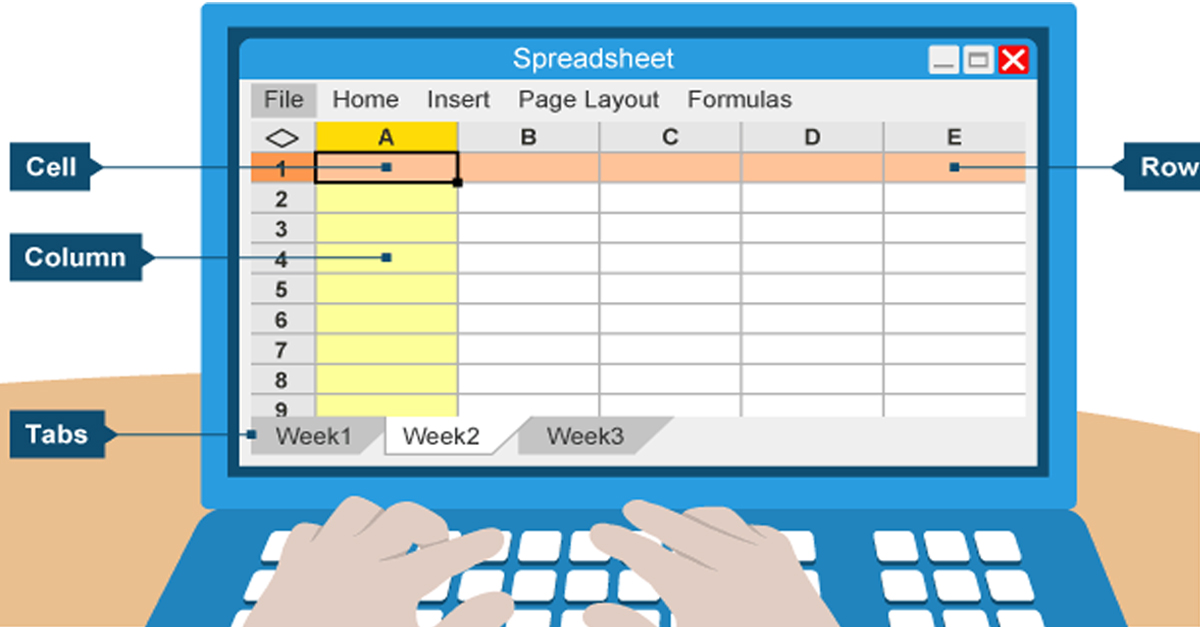 Spreadsheet
File Home Insert Page Layout Formulas
A B C D E
Cell 1 Row
2
3
Column 4
5
6
7
8
9
Tabs Week1 Week2 Week3